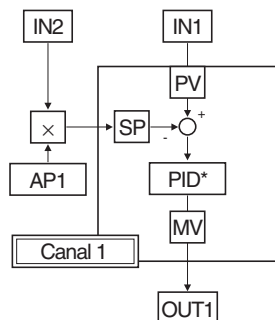 IN2 IN1
PV
+
× SP -
AP1 PID*
MV
Canal 1
OUT1